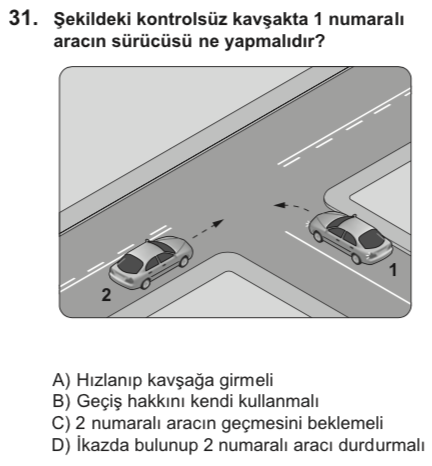 31. Şekildeki kontrolsüz kavşakta 1 numaralı
aracın sürücüsü ne yapmalıdır?
1
2
A) Hızlanıp kavşağa girmeli
B) Geçiş hakkını kendi kullanmalı
C) 2 numaralı aracın geçmesini beklemeli
D) İkazda bulunup 2 numaralı aracı durdurmalı